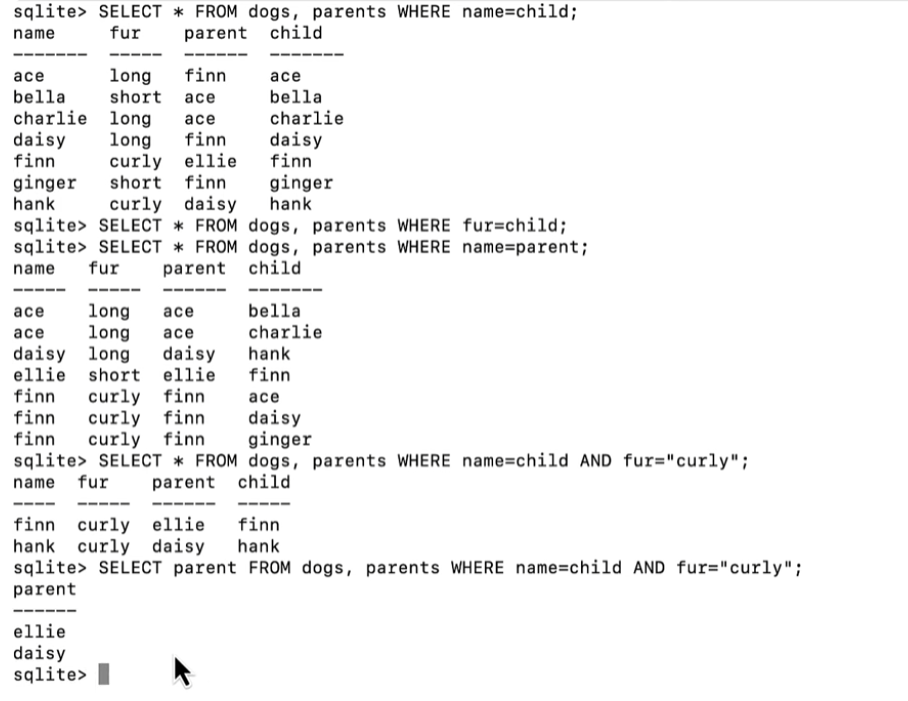 sqlite> SELECT * FROM dogs, parents WHERE name=child;
name     fur    parent  child
-------  -----  ------  -------
ace      long   finn    ace
bella    short  ace     bella
charlie  long   ace     charlie
daisy    long   finn    daisy
finn     curly  ellie   finn
ginger   short  finn    ginger
hank     curly  daisy   hank
sqlite> SELECT * FROM dogs, parents WHERE fur=child;
sqlite> SELECT * FROM dogs, parents WHERE name=parent;
name   fur    parent  child
-----  -----  ------  -------
ace    long   ace     bella
ace    long   ace     charlie
daisy  long   daisy   hank
ellie  short  ellie   finn
finn   curly  finn    ace
finn   curly  finn    daisy
finn   curly  finn    ginger
sqlite> SELECT * FROM dogs, parents WHERE name=child AND fur="curly";
name  fur    parent  child
----  -----  ------  -----
finn  curly  ellie   finn
hank  curly  daisy   hank
sqlite> SELECT parent FROM dogs, parents WHERE name=child AND fur="curly";
parent
------
ellie
daisy
sqlite>